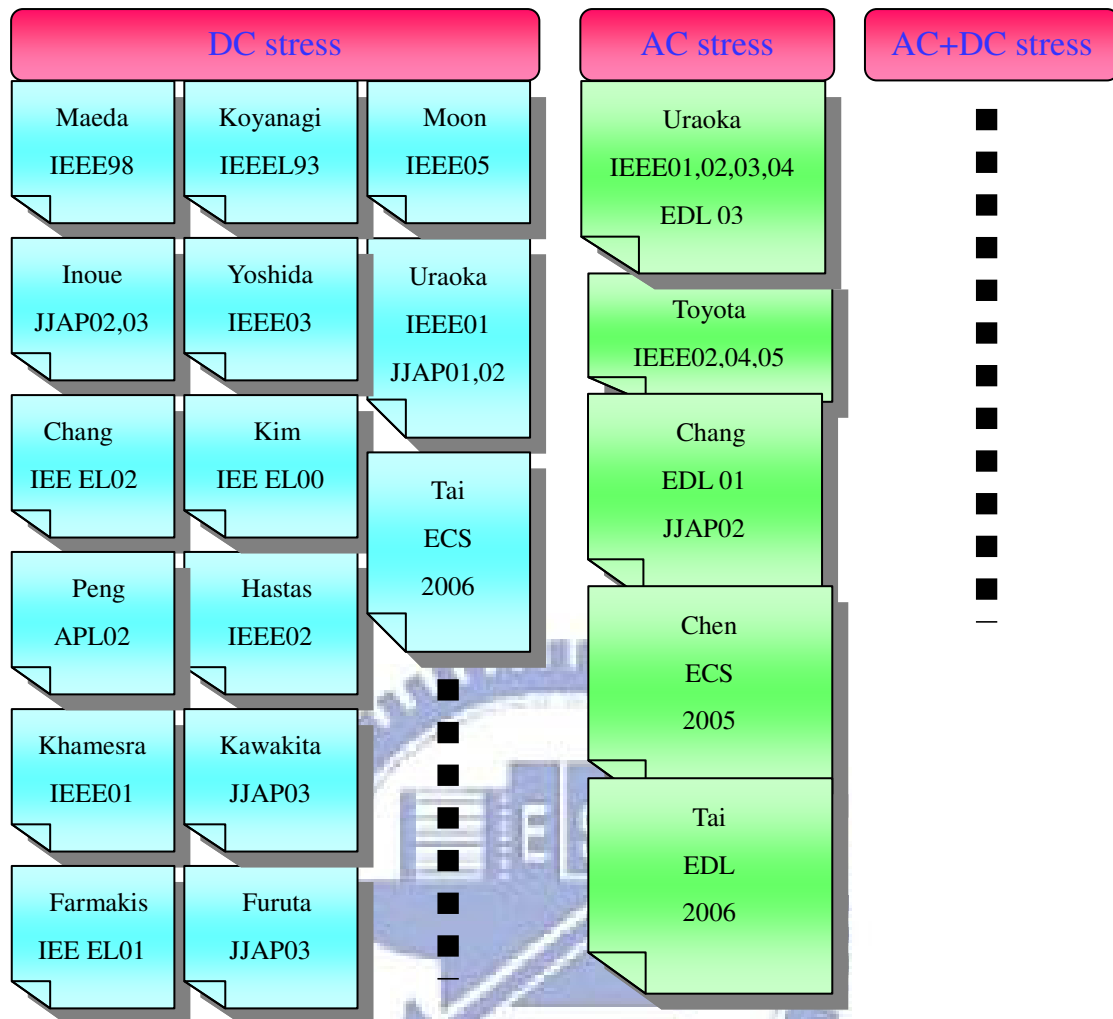 DC stress
AC stress
AC+DC stress
Maeda
IEEE98
Koyanagi
IEEEL93
Moon
IEEE05
Inoue
JJAP02,03
Yoshida
IEEE03
Uraoka
IEEE01
JJAP01,02
Chang
IEE EL02
Kim
IEE EL00
Tai
ECS
2006
Peng
APL02
Hastas
IEEE02
Khamesra
IEEE01
Kawakita
JJAP03
Farmakis
IEE EL01
Furuta
JJAP03
Uraoka
IEEE01,02,03,04
EDL 03
Toyota
IEEE02,04,05
Chang
EDL 01
JJAP02
Chen
ECS
2005
Tai
EDL
2006